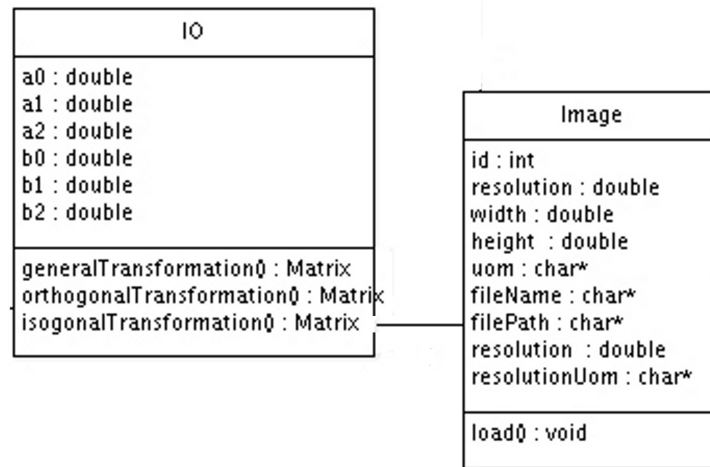 IO
a0 : double
a1 : double
a2 : double
b0 : double
b1 : double
b2 : double
generalTransformation() : Matrix
orthogonalTransformation() : Matrix
isogonalTransformation() : Matrix
Image
id : int
resolution : double
width : double
height : double
uom : char*
fileName : char*
filePath : char*
resolution : double
resolutionUom : char*
load() : void